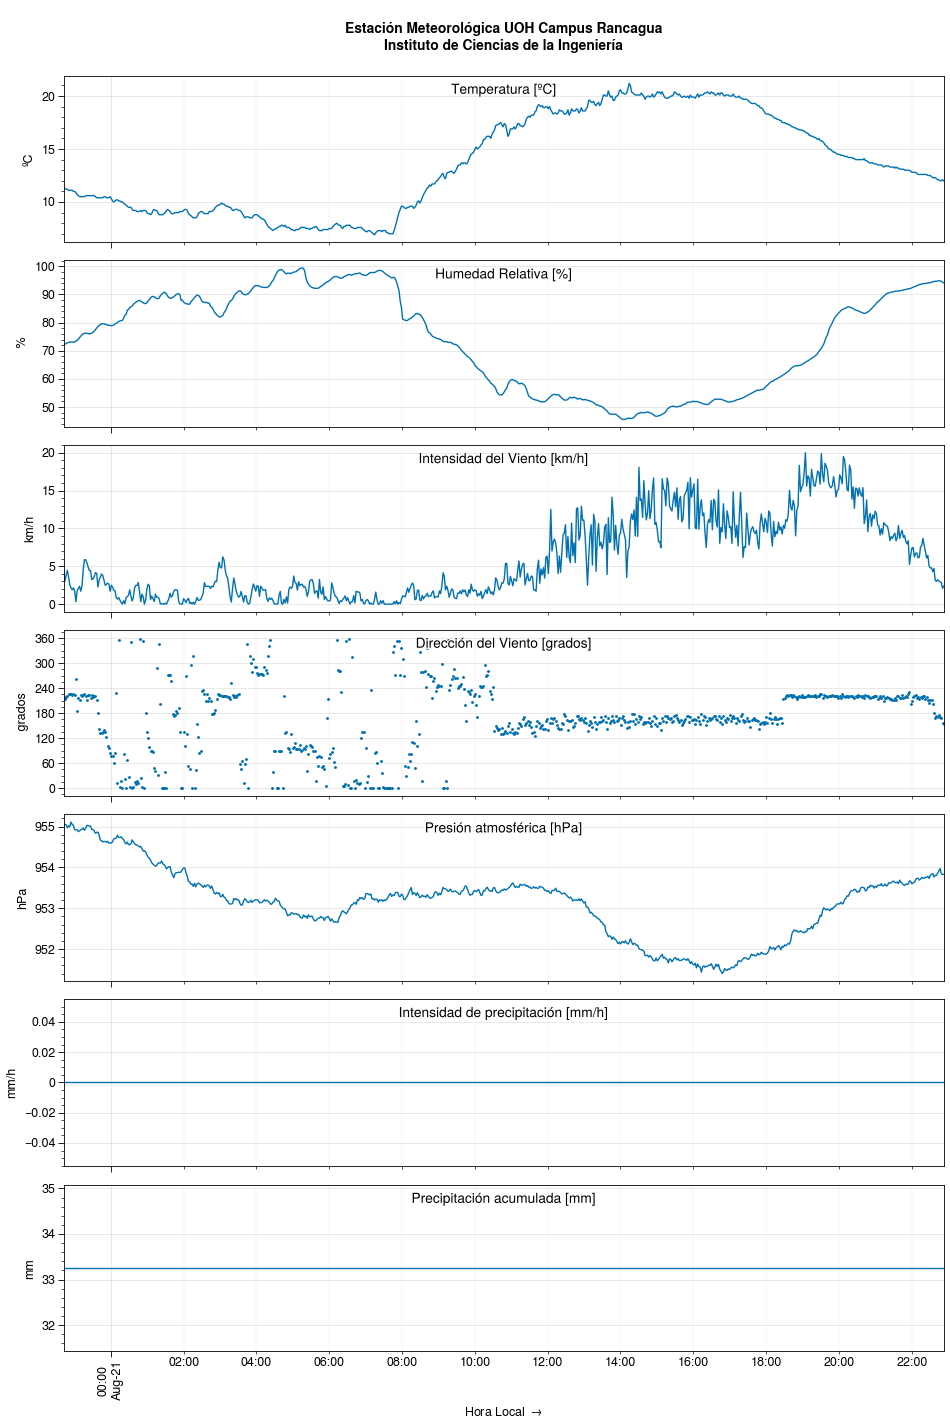 Estación Meteorológica UOH Campus Rancagua
Instituto de Ciencias de la Ingeniería
Temperatura [ºC]
ºC
20
15
10
Humedad Relativa [%]
%
100
90
80
70
60
50
Intensidad del Viento [km/h]
km/h
20
15
10
5
0
Dirección del Viento [grados]
grados
360
300
240
180
120
60
0
Presión atmosférica [hPa]
hPa
955
954
953
952
Intensidad de precipitación [mm/h]
mm/h
0.04
0.02
0
−0.02
−0.04
Precipitación acumulada [mm]
mm
35
34
33
32
00:00 02:00 04:00 06:00 08:00 10:00 12:00 14:00 16:00 18:00 20:00 22:00
Aug-21
Hora Local →